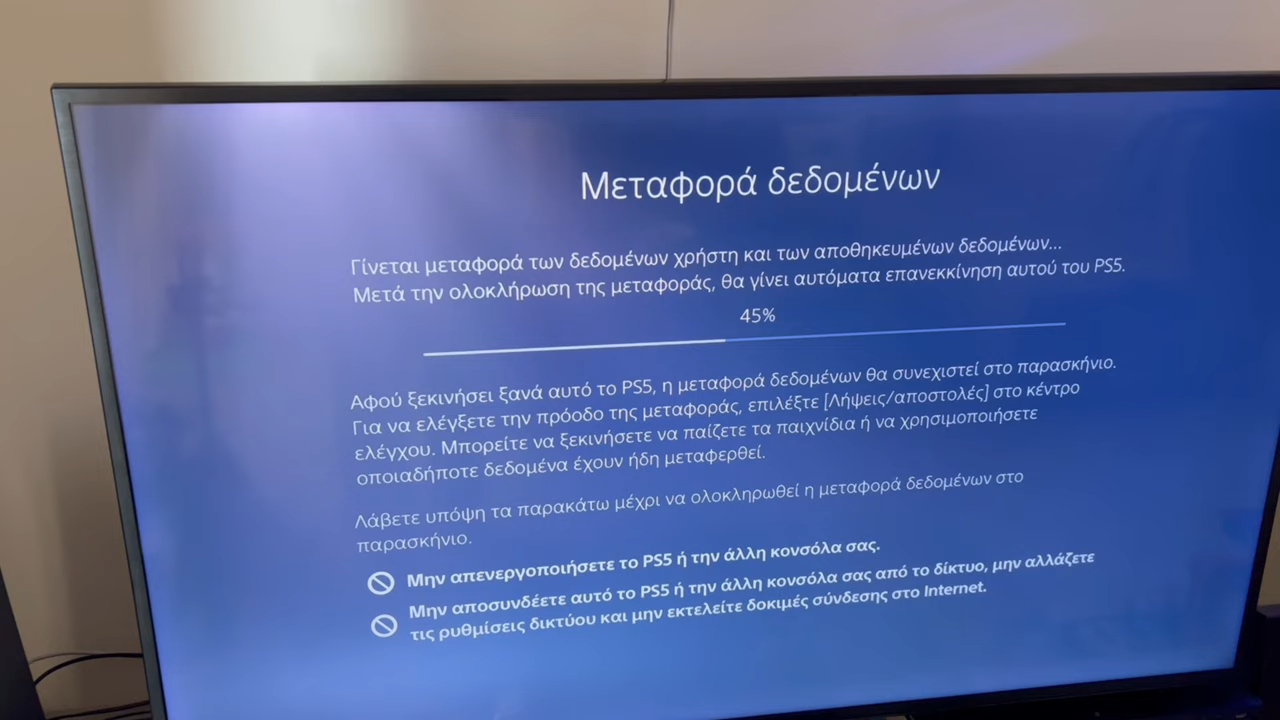 Μεταφορά δεδομένων
Γίνεται μεταφορά των δεδομένων χρήστη και των αποθηκευμένων δεδομένων...
Μετά την ολοκλήρωση της μεταφοράς, θα γίνει αυτόματα επανεκκίνηση αυτού του PS5.
45%
Αφού ξεκινήσει ξανά αυτό το PS5, η μεταφορά δεδομένων θα συνεχιστεί στο παρασκήνιο.
Για να ελέγξετε την πρόοδο της μεταφοράς, επιλέξτε [Λήψεις/αποστολές] στο κέντρο
ελέγχου. Μπορείτε να ξεκινήσετε να παίζετε τα παιχνίδια ή να χρησιμοποιήσετε
οποιαδήποτε δεδομένα έχουν ήδη μεταφερθεί.
Λάβετε υπόψη τα παρακάτω μέχρι να ολοκληρωθεί η μεταφορά δεδομένων στο
παρασκήνιο.
Μην απενεργοποιήσετε το PS5 ή την άλλη κονσόλα σας.
Μην αποσυνδέετε αυτό το PS5 ή την άλλη κονσόλα σας από το δίκτυο, μην αλλάζετε
τις ρυθμίσεις δικτύου και μην εκτελείτε δοκιμές σύνδεσης στο Internet.